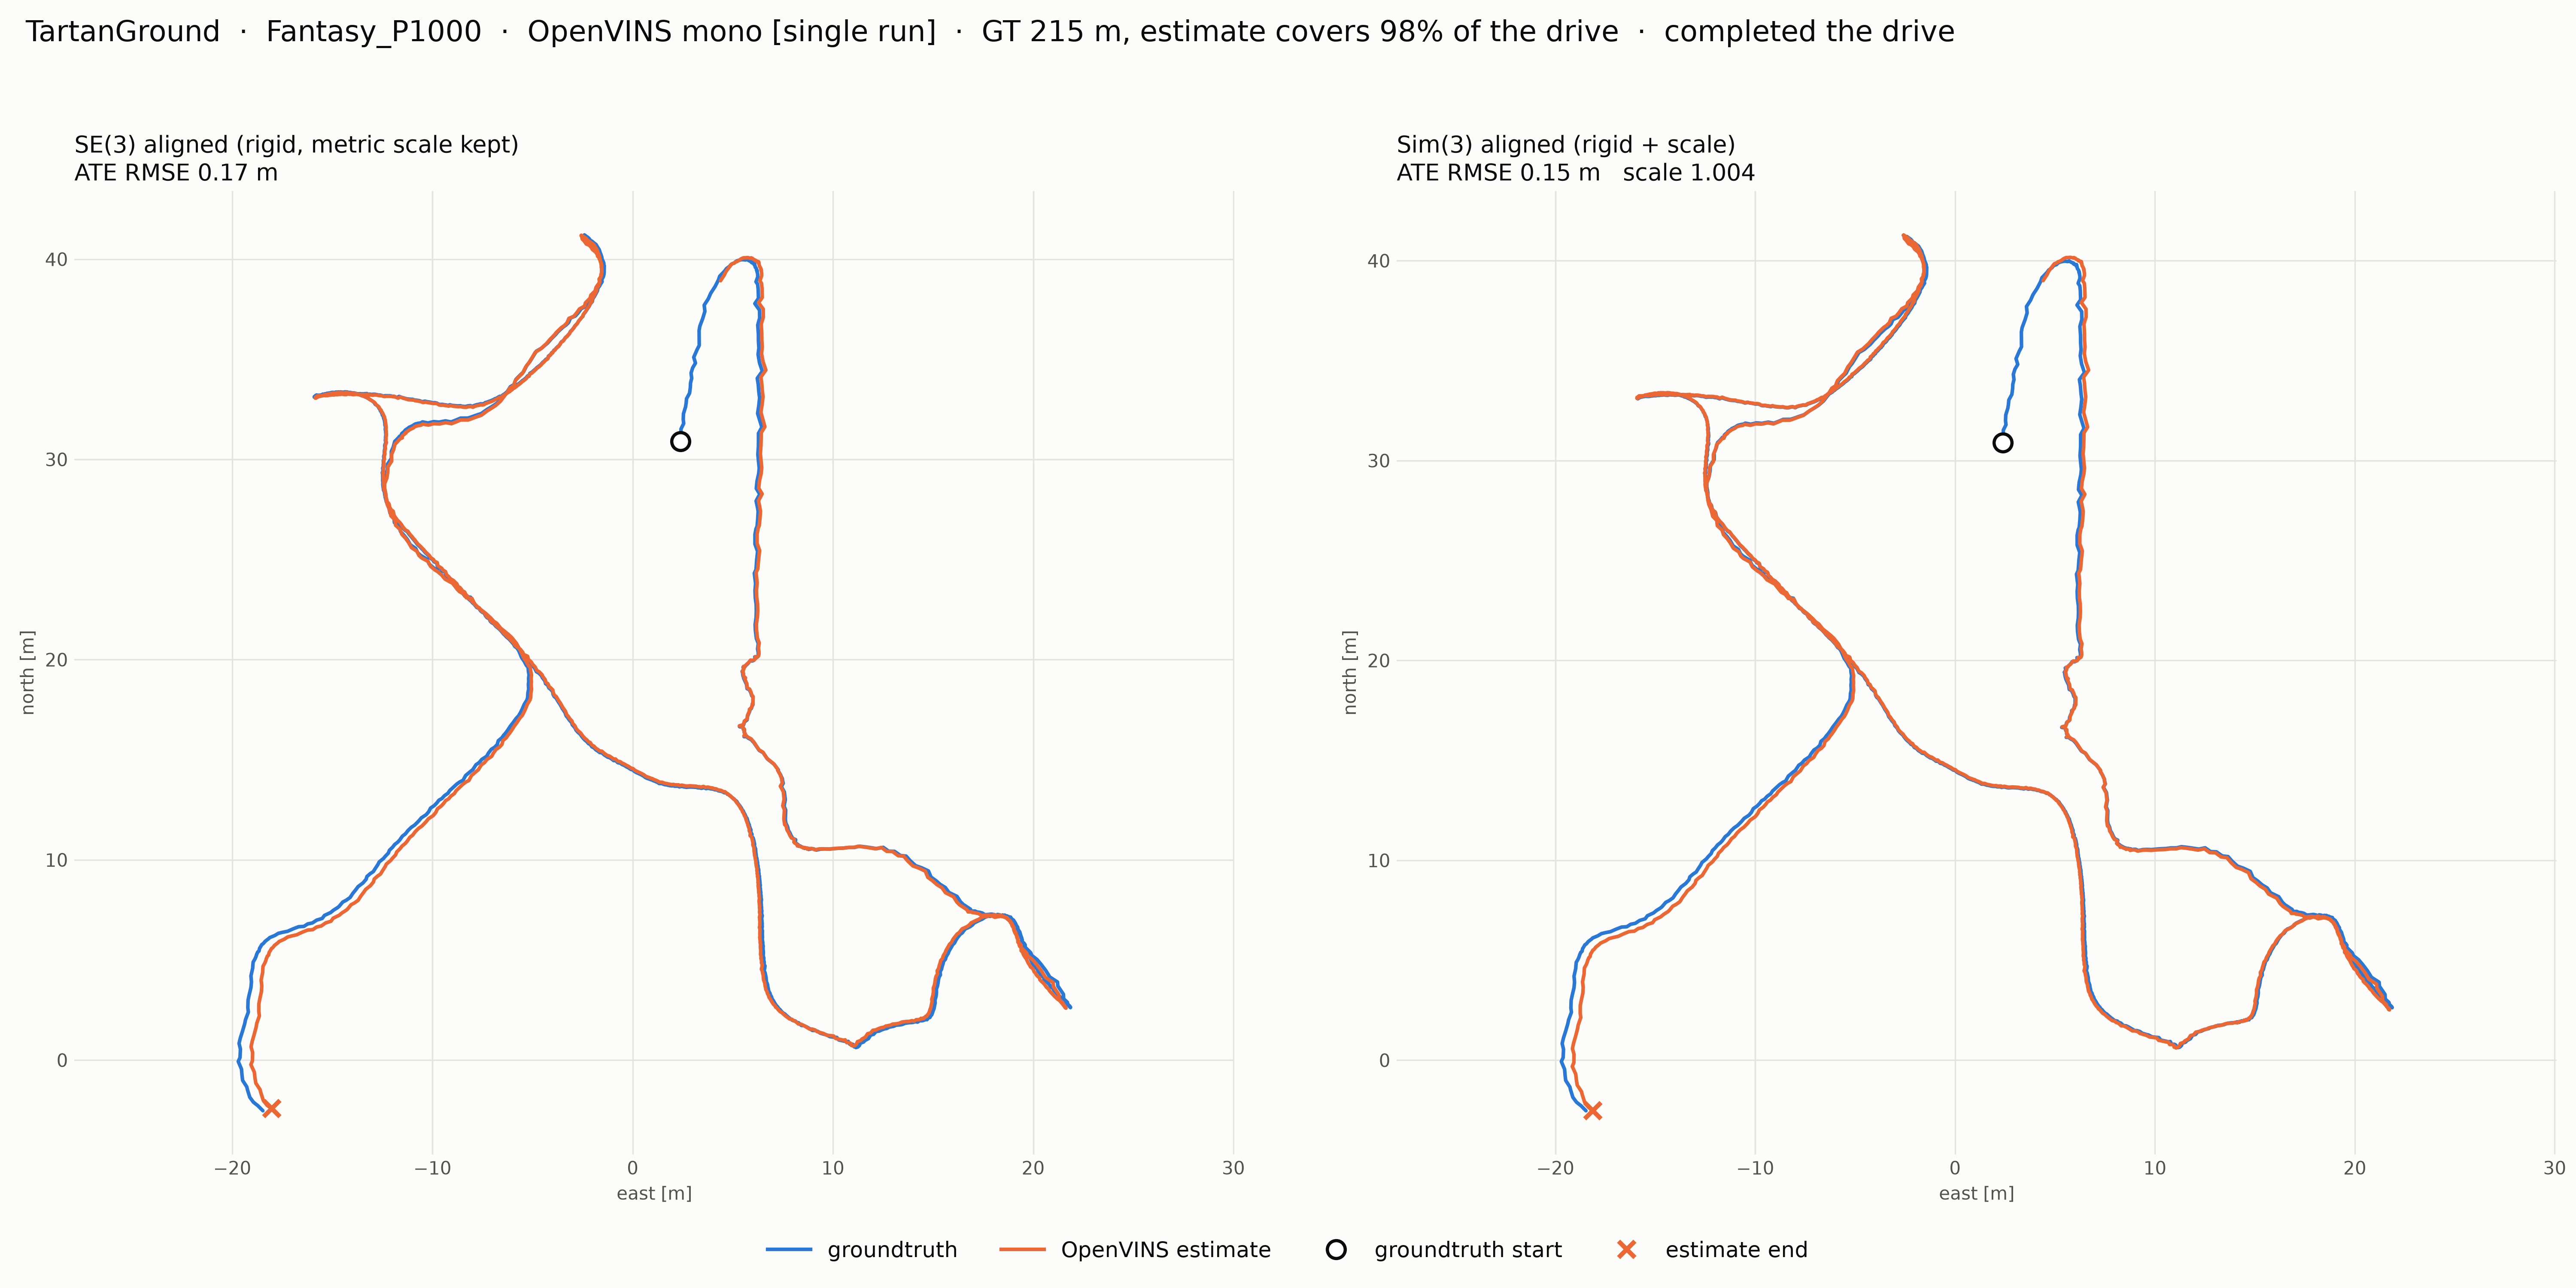 TartanGround · Fantasy_P1000 · OpenVINS mono [single run] · GT 215 m, estimate covers 98% of the drive · completed the drive
SE(3) aligned (rigid, metric scale kept)
ATE RMSE 0.17 m
40
30
20
10
0
north [m]
−20
−10
0
10
20
30
east [m]
Sim(3) aligned (rigid + scale)
ATE RMSE 0.15 m   scale 1.004
40
30
20
10
0
north [m]
−20
−10
0
10
20
30
east [m]
groundtruth
OpenVINS estimate
groundtruth start
estimate end